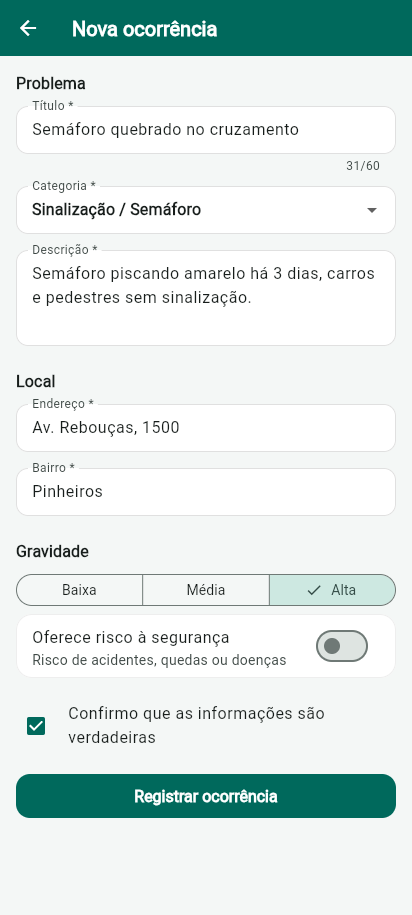 Nova ocorrência
Problema
Título *
Semáforo quebrado no cruzamento
31/60
Categoria *
Sinalização / Semáforo
Descrição *
Semáforo piscando amarelo há 3 dias, carros
e pedestres sem sinalização.
Local
Endereço *
Av. Rebouças, 1500
Bairro *
Pinheiros
Gravidade
Baixa
Média
Alta
Oferece risco à segurança
Risco de acidentes, quedas ou doenças
Confirmo que as informações são
verdadeiras
Registrar ocorrência